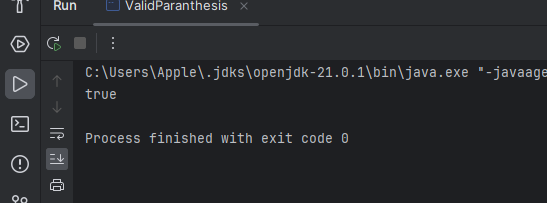 Run ValidParanthesis
C:\Users\Apple\.jdks\openjdk-21.0.1\bin\java.exe "-javaage
true
Process finished with exit code 0